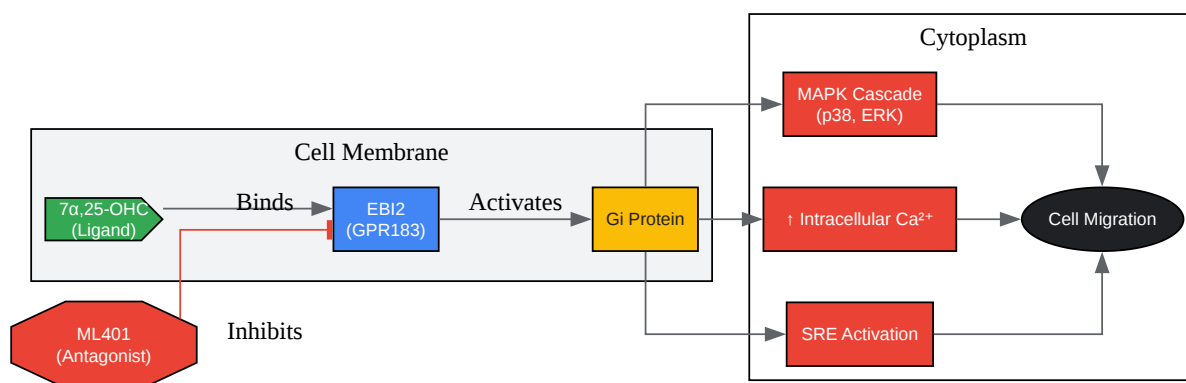 Cytoplasm
MAPK Cascade
(p38, ERK)
Cell Membrane
7α,25-OHC
(Ligand)
Binds
EBI2
(GPR183)
Activates
Gi Protein
↑ Intracellular Ca²⁺
Cell Migration
ML401
(Antagonist)
Inhibits
SRE Activation